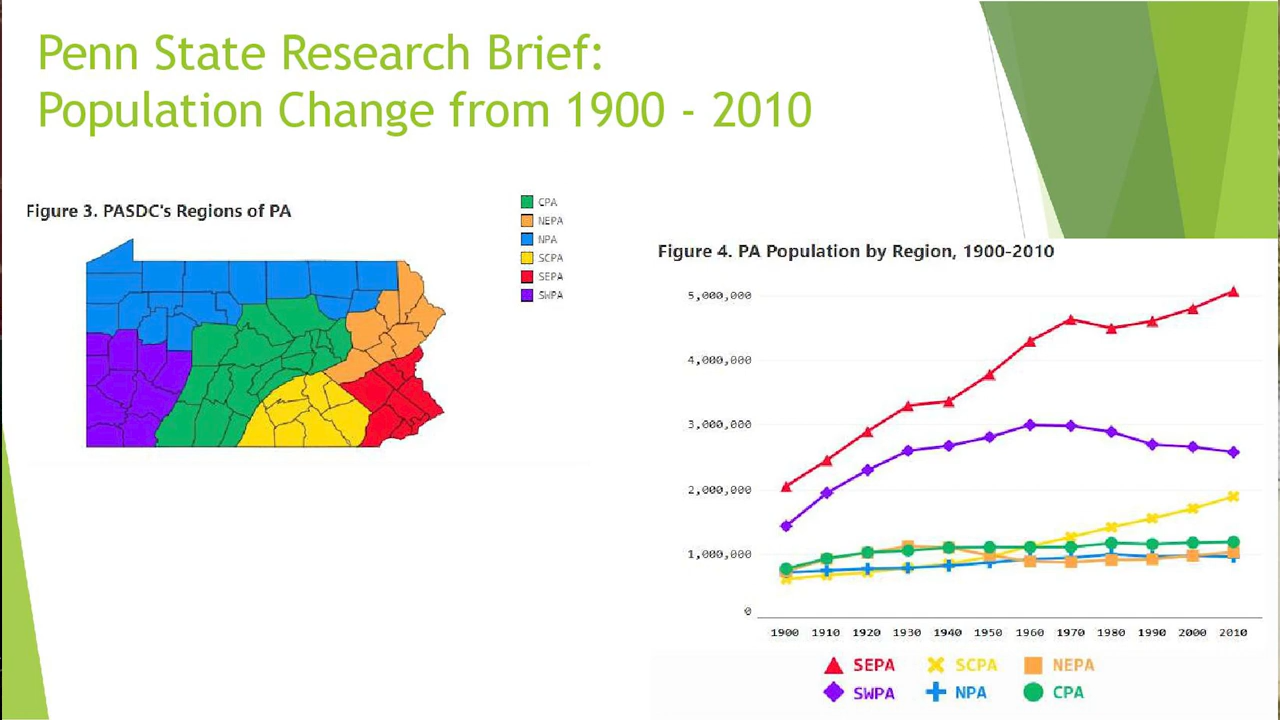 Penn State Research Brief:
Population Change from 1900 - 2010
Figure 3. PASDC's Regions of PA
CPA
NEPA
NPA
SCPA
SEPA
SWPA
Figure 4. PA Population by Region, 1900-2010
5,000,000
4,000,000
3,000,000
2,000,000
1,000,000
0
1900 1910 1920 1930 1940 1950 1960 1970 1980 1990 2000 2010
SEPA SCPA NEPA
SWPA NPA CPA